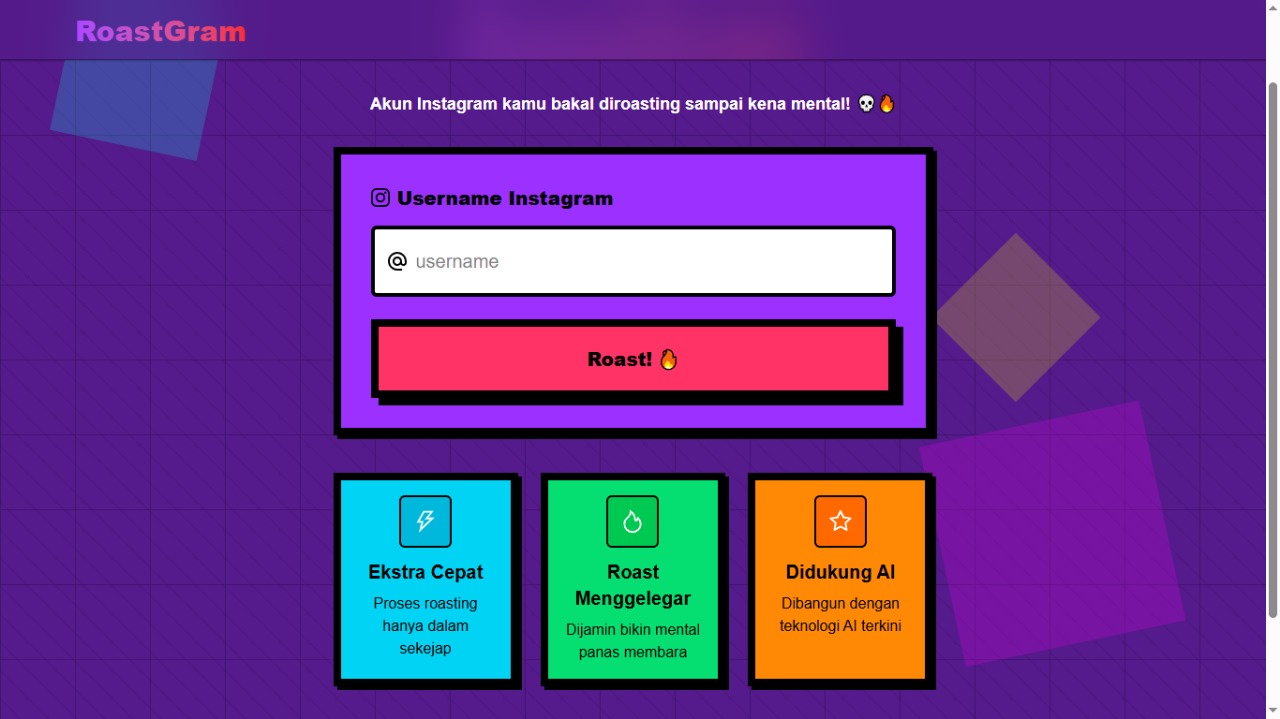 RoastGram
Akun Instagram kamu bakal diroasting sampai kena mental! 💀🔥
Username Instagram
@ username
Roast! 🔥
Ekstra Cepat
Proses roasting
hanya dalam
sekejap
Roast
Menggelegar
Dijamin bikin mental
panas membara
Didukung AI
Dibangun dengan
teknologi AI terkini